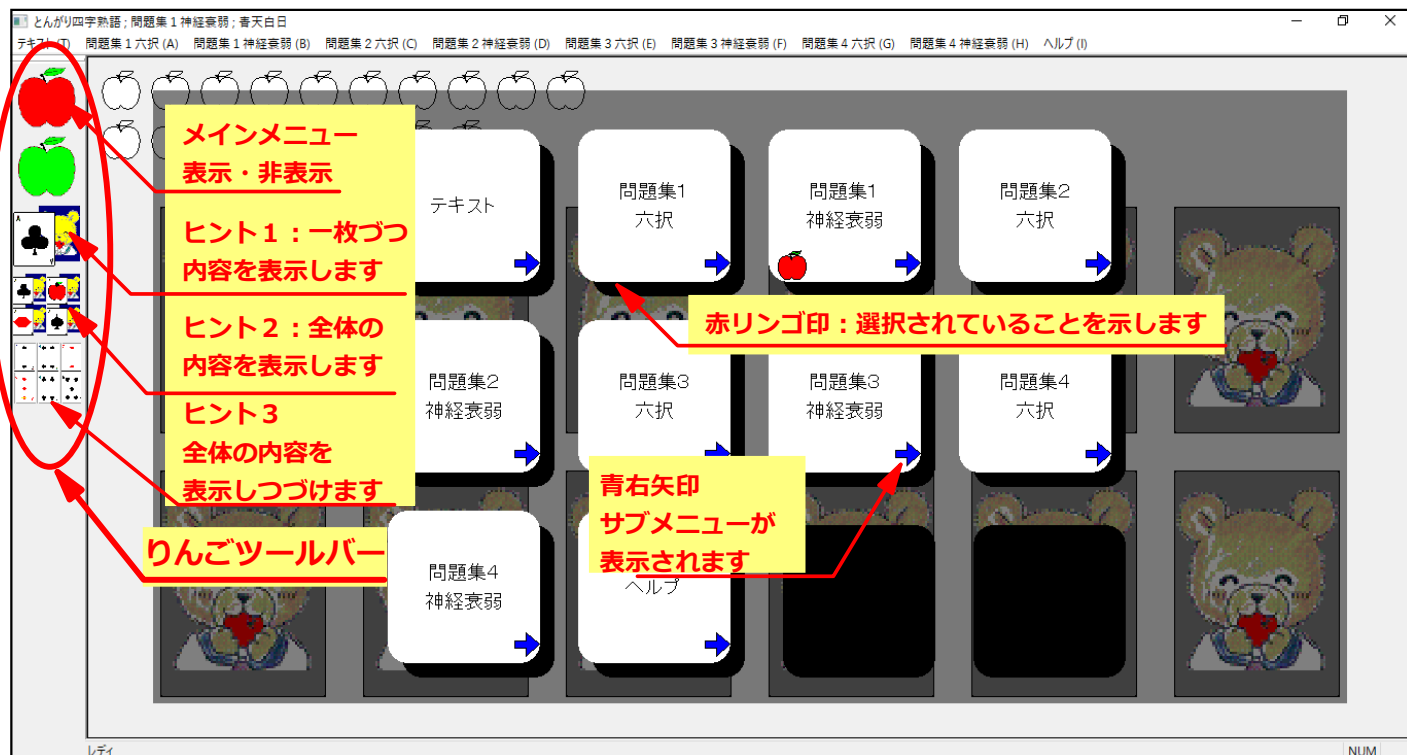 とんがり四字熟語 ; 問題集１神経衰弱 ; 青天白日
テキスト(T) 問題集１六択(A) 問題集１神経衰弱(B) 問題集２六択(C) 問題集２神経衰弱(D) 問題集３六択(E) 問題集３神経衰弱(F) 問題集４六択(G) 問題集４神経衰弱(H) ヘルプ(I)
メインメニュー
表示・非表示
ヒント１：一枚づつ
内容を表示します
ヒント２：全体の
内容を表示します
ヒント３
全体の内容を
表示しつづけます
りんごツールバー
テキスト
問題集1
六択
問題集1
神経衰弱
問題集2
六択
赤リンゴ印：選択されていることを示します
問題集2
神経衰弱
問題集3
六択
問題集3
神経衰弱
問題集4
六択
青右矢印
サブメニューが
表示されます
問題集4
神経衰弱
ヘルプ
レディ
NUM